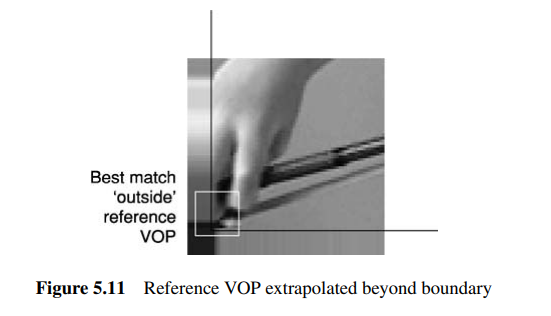 Best match
'outside'
reference
VOP
Figure 5.11 Reference VOP extrapolated beyond boundary